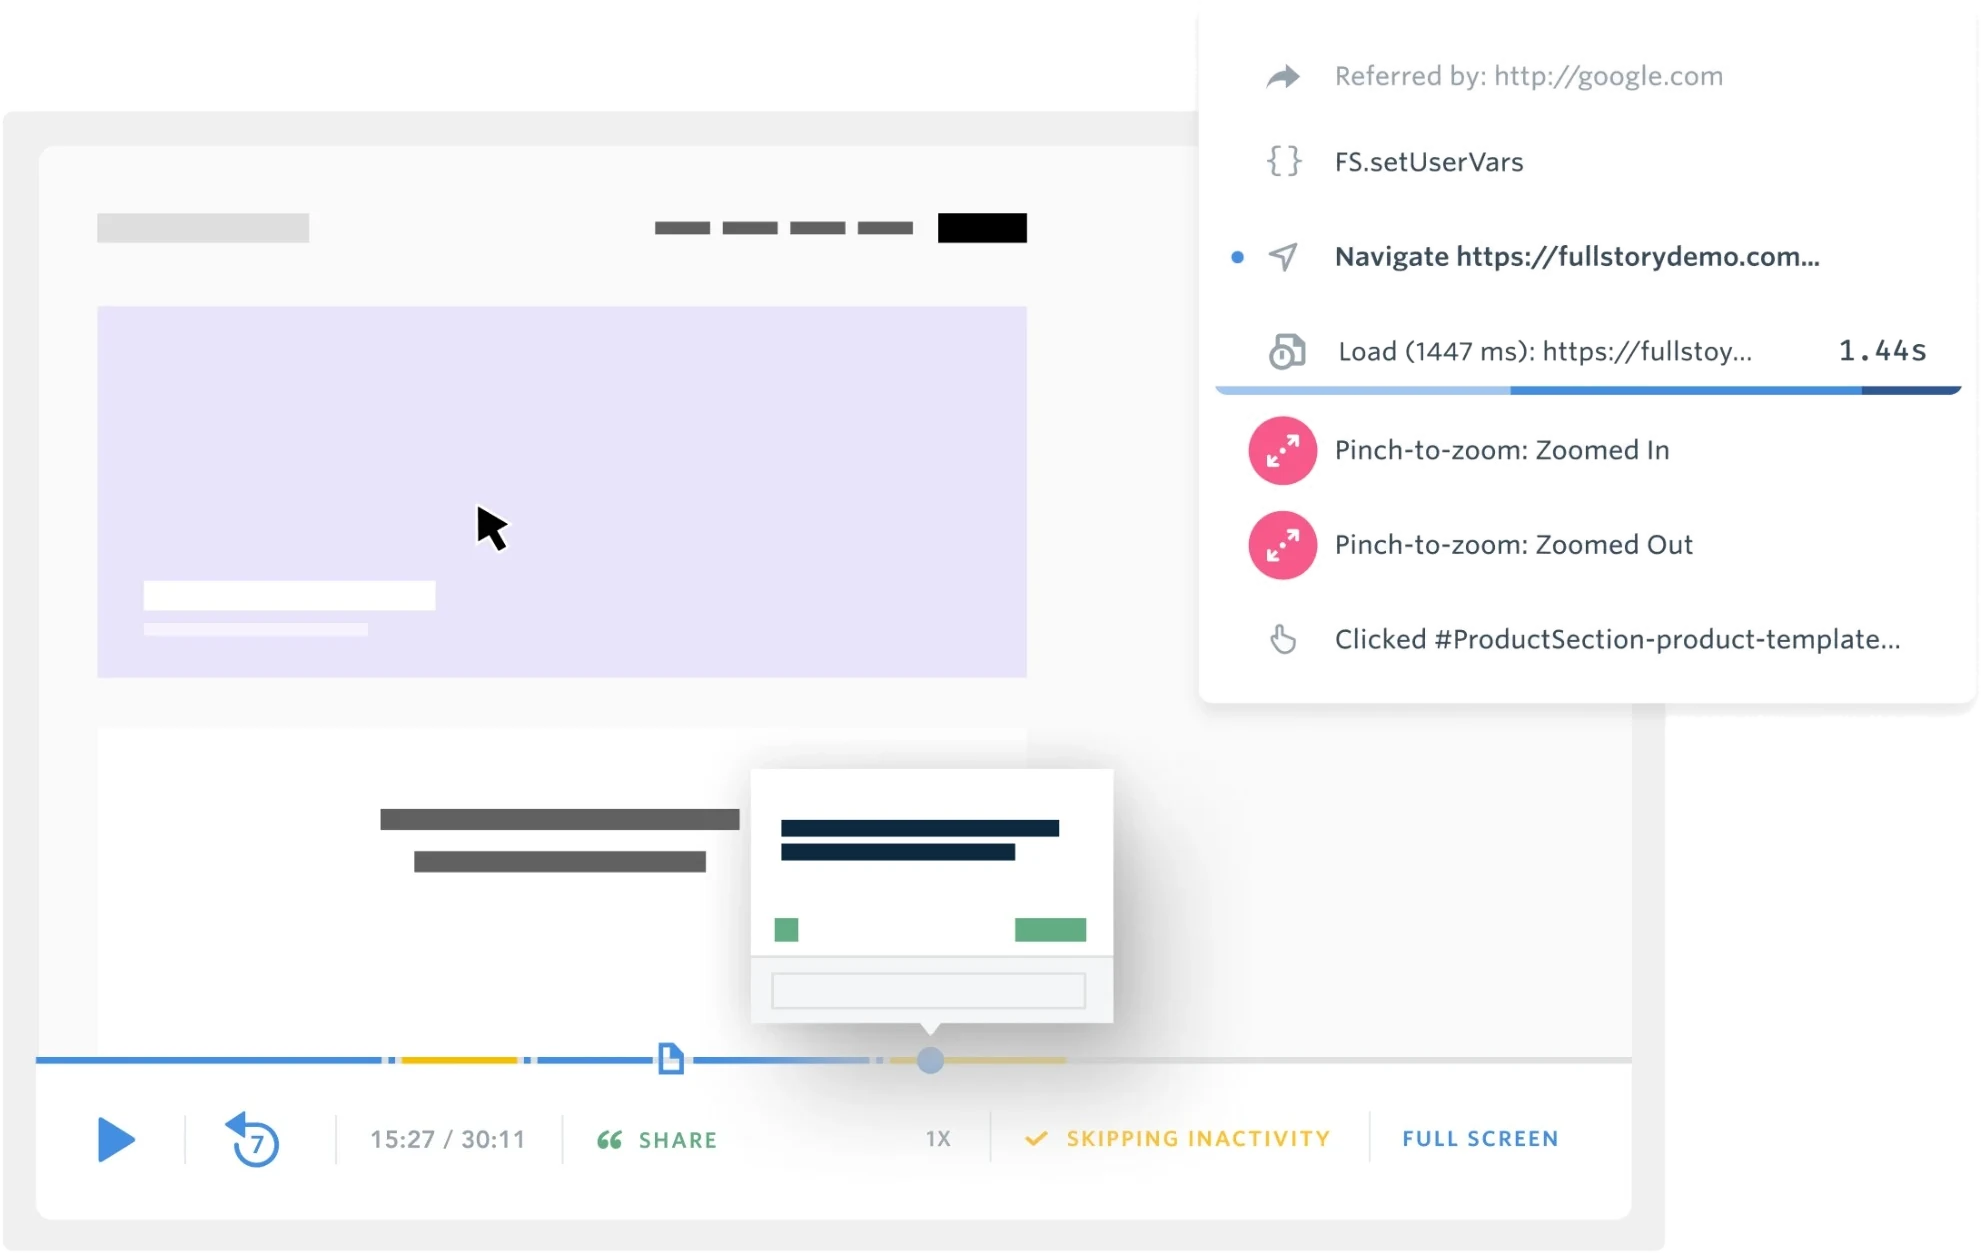 Referred by: http://google.com
{} FS.setUserVars
Navigate https://fullstorydemo.com...
Load (1447 ms): https://fullstoy... 1.44s
Pinch-to-zoom: Zoomed In
Pinch-to-zoom: Zoomed Out
Clicked #ProductSection-product-template...
7 15:27 / 30:11 SHARE 1X SKIPPING INACTIVITY FULL SCREEN